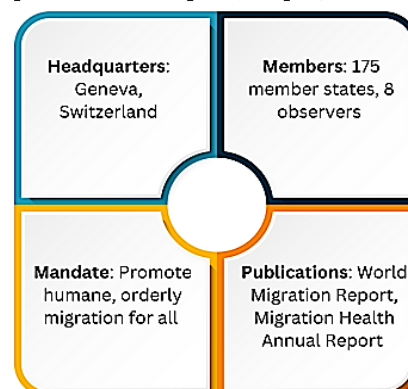 Headquarters:
Geneva,
Switzerland
Members: 175
member states, 8
observers
Mandate: Promote
humane, orderly
migration for all
Publications: World
Migration Report,
Migration Health
Annual Report